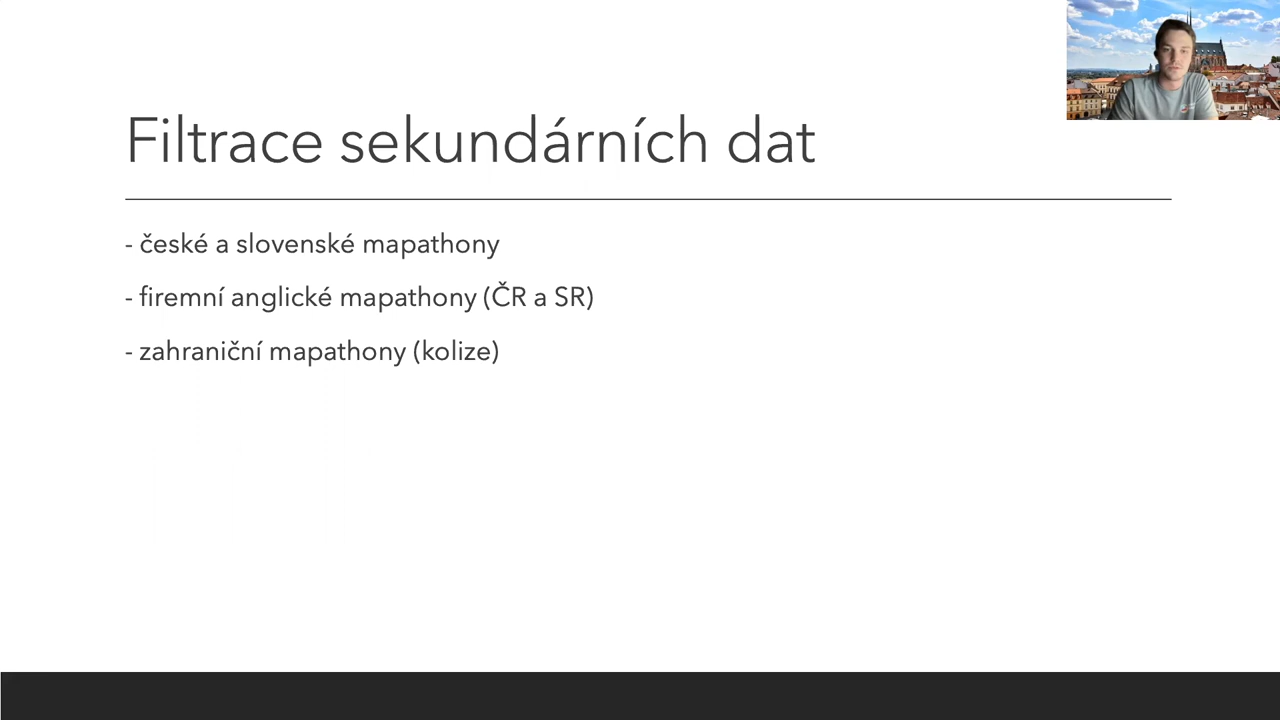 Filtrace sekundárních dat
- české a slovenské mapathony
- firemní anglické mapathony (ČR a SR)
- zahraniční mapathony (kolize)